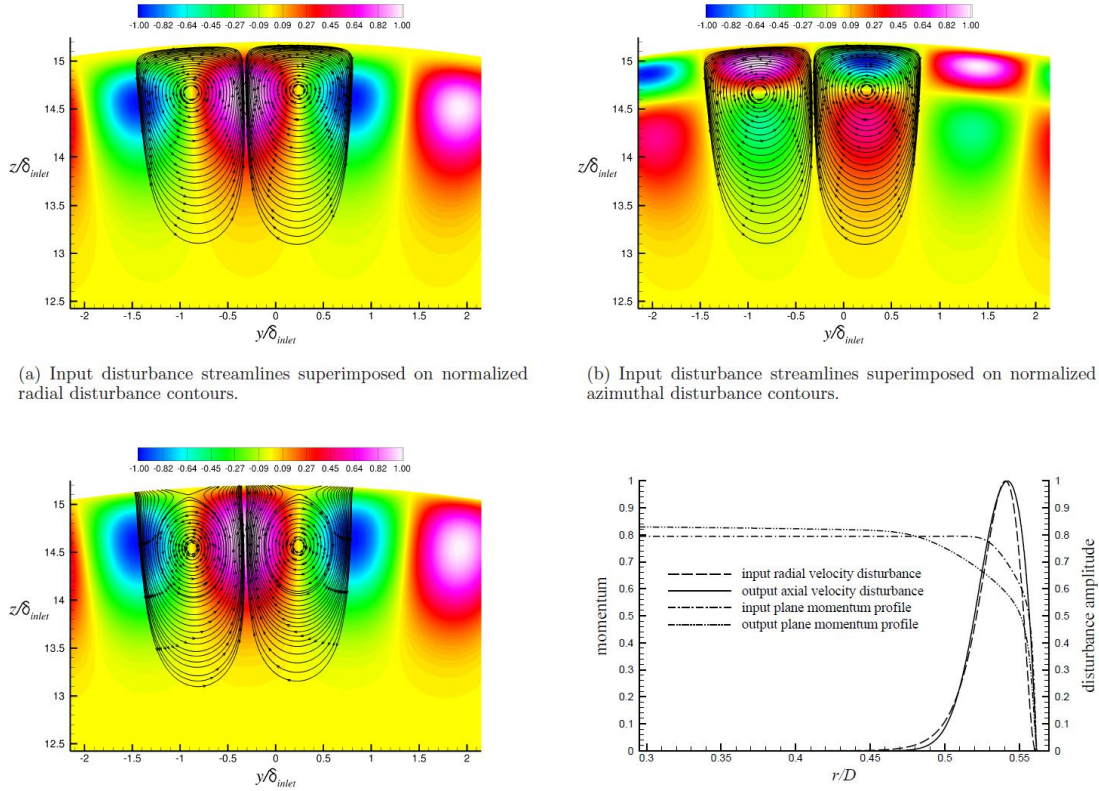 -1.00 -0.82 -0.64 -0.45 -0.27 -0.09 0.09 0.27 0.45 0.64 0.82 1.00
15
14.5
z/δinlet
14
13.5
13
12.5
-2 -1.5 -1 -0.5 0 0.5 1 1.5 2
y/δinlet
(a) Input disturbance streamlines superimposed on normalized
radial disturbance contours.
-1.00 -0.82 -0.64 -0.45 -0.27 -0.09 0.09 0.27 0.45 0.64 0.82 1.00
15
14.5
z/δinlet
14
13.5
13
12.5
-2 -1.5 -1 -0.5 0 0.5 1 1.5 2
y/δinlet
(b) Input disturbance streamlines superimposed on normalized
azimuthal disturbance contours.
-1.00 -0.82 -0.64 -0.45 -0.27 -0.09 0.09 0.27 0.45 0.64 0.82 1.00
15
14.5
z/δinlet
14
13.5
13
12.5
-2 -1.5 -1 -0.5 0 0.5 1 1.5 2
y/δinlet
momentum
1
0.9
0.8
0.7
0.6
0.5
0.4
0.3
0.2
0.1
0
input radial velocity disturbance
output axial velocity disturbance
input plane momentum profile
output plane momentum profile
1
0.9
0.8
0.7
0.6
0.5
0.4
0.3
0.2
0.1
0
disturbance amplitude
0.3 0.35 0.4 0.45 0.5 0.55
r/D